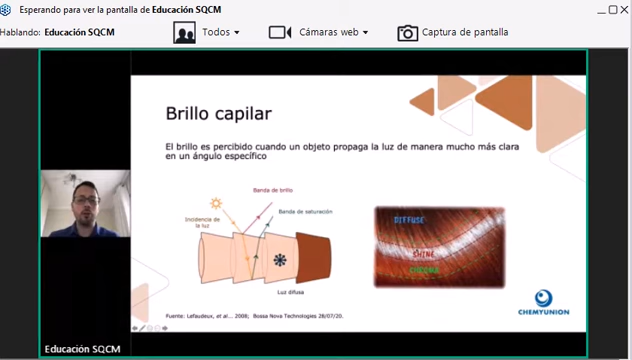 Esperando para ver la pantalla de Educación SQCM
Hablando: Educación SQCM
Todos
Cámaras web
Captura de pantalla
Brillo capilar
El brillo es percibido cuando un objeto propaga la luz de manera mucho más clara
en un ángulo específico
Banda de brillo
Banda de saturación
Incidencia de
la luz
Luz difusa
DIFFUSE
SHINE
CHROMA
Fuente: Lafaudeux, et al... 2008; Bossa Nova Technologies 28/07/20.
CHEMYUNION
Educación SQCM